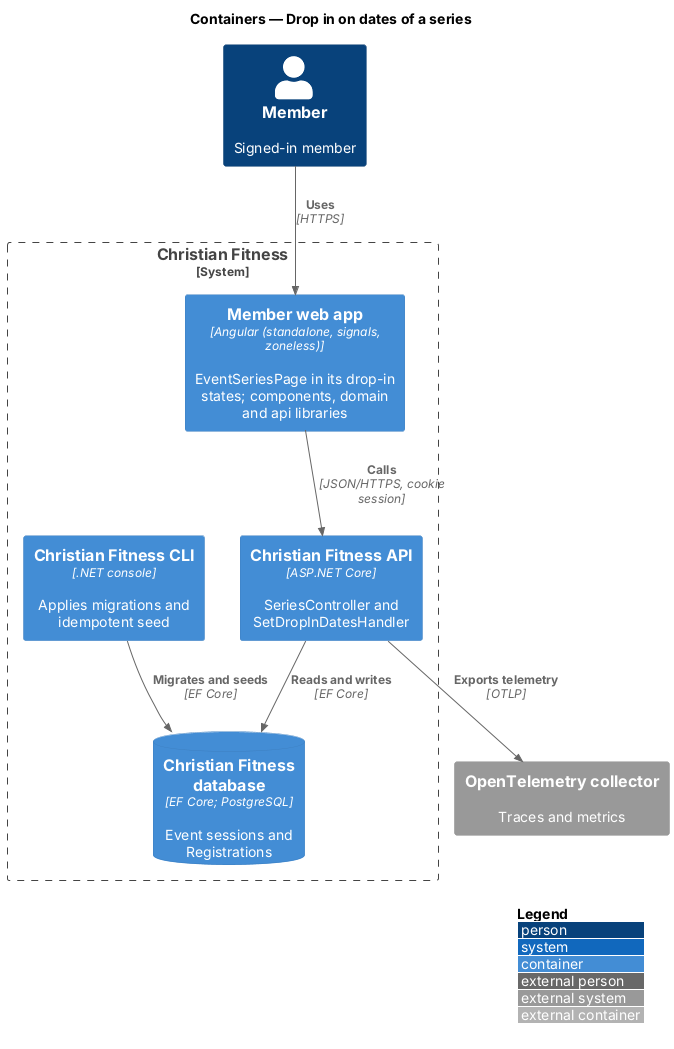 Containers — Drop in on dates of a series
Member
Signed-in member
Uses
[HTTPS]
Christian Fitness
[System]
Member web app
[Angular (standalone, signals,
zoneless)]
EventSeriesPage in its drop-in
states; components, domain
and api libraries
Calls
[JSON/HTTPS, cookie
session]
Christian Fitness CLI
[.NET console]
Applies migrations and
idempotent seed
Christian Fitness API
[ASP.NET Core]
SeriesController and
SetDropInDatesHandler
Migrates and seeds
[EF Core]
Reads and writes
[EF Core]
Exports telemetry
[OTLP]
Christian Fitness
database
[EF Core; PostgreSQL]
Event sessions and
Registrations
OpenTelemetry collector
Traces and metrics
Legend
person
system
container
external person
external system
external container